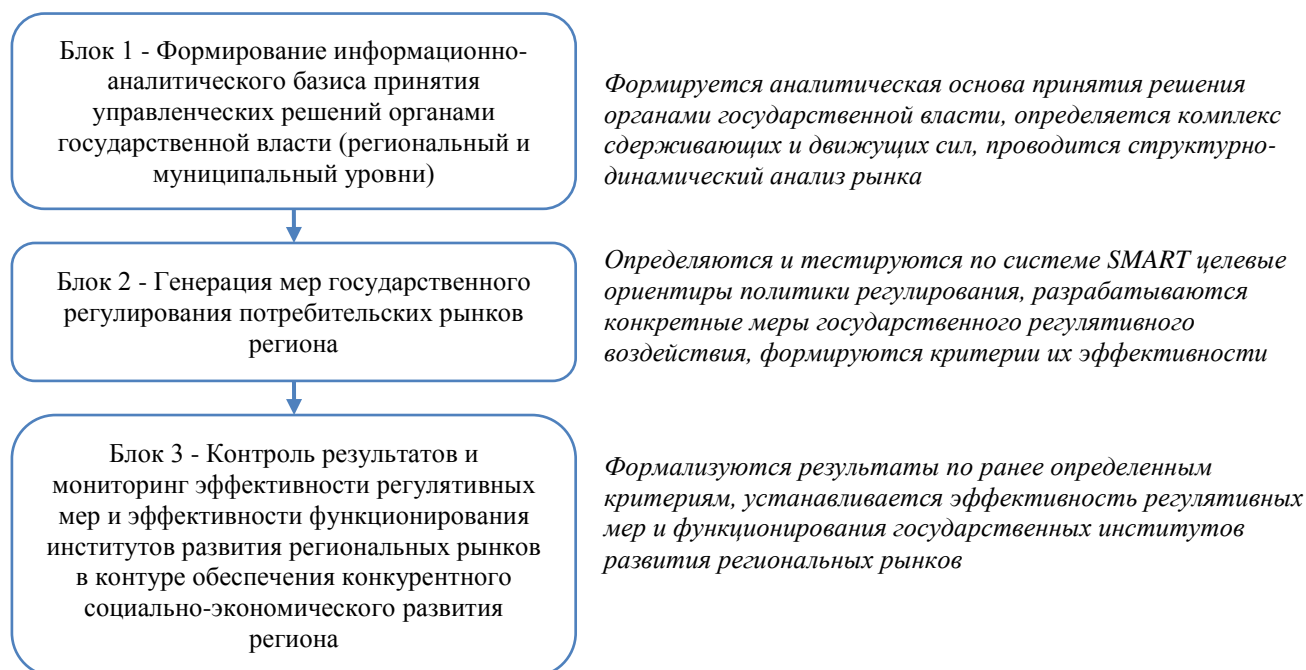 Блок 1 - Формирование информационно-
аналитического базиса принятия
управленческих решений органами
государственной власти (региональный и
муниципальный уровни)
Формируется аналитическая основа принятия решения
органами государственной власти, определяется комплекс
сдерживающих и движущих сил, проводится структурно-
динамический анализ рынка
Блок 2 - Генерация мер государственного
регулирования потребительских рынков
региона
Определяются и тестируются по системе SMART целевые
ориентиры политики регулирования, разрабатываются
конкретные меры государственного регулятивного
воздействия, формируются критерии их эффективности
Блок 3 - Контроль результатов и
мониторинг эффективности регулятивных
мер и эффективности функционирования
институтов развития региональных рынков
в контуре обеспечения конкурентного
социально-экономического развития
региона
Формализуются результаты по ранее определенным
критериям, устанавливается эффективность регулятивных
мер и функционирования государственных институтов
развития региональных рынков